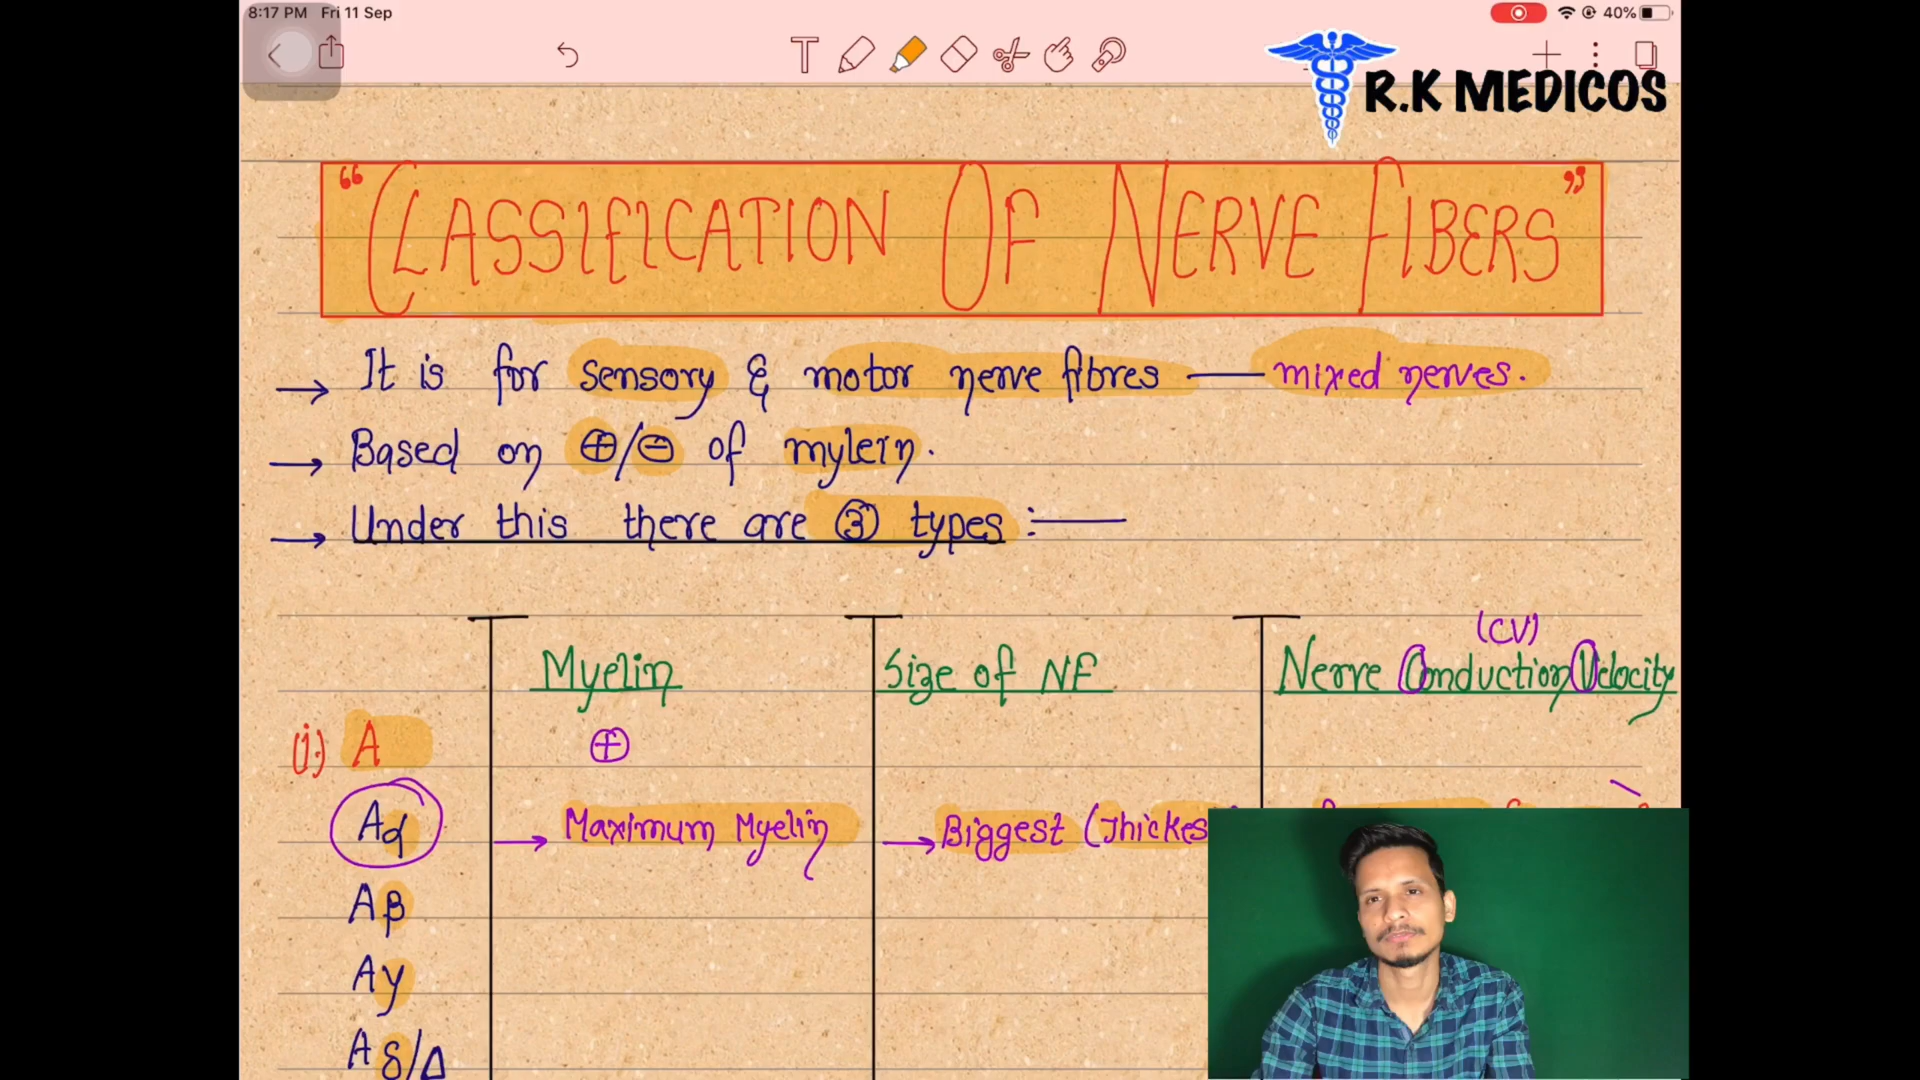 8:17 PM Fri 11 Sep
40%
R.K MEDICOS
"CLASSIFICATION OF NERVE FIBERS"
→ It is for sensory & motor nerve fibres — mixed nerves.
→ Based on ⊕/⊖ of mylein.
→ Under this there are ③ types :—
(CV)
Myelin Size of NF Nerve Conduction Velocity
(i.) A ⊕
Aα → Maximum Myelin → Biggest (Thickes
Aβ
Aγ
A δ/Δ